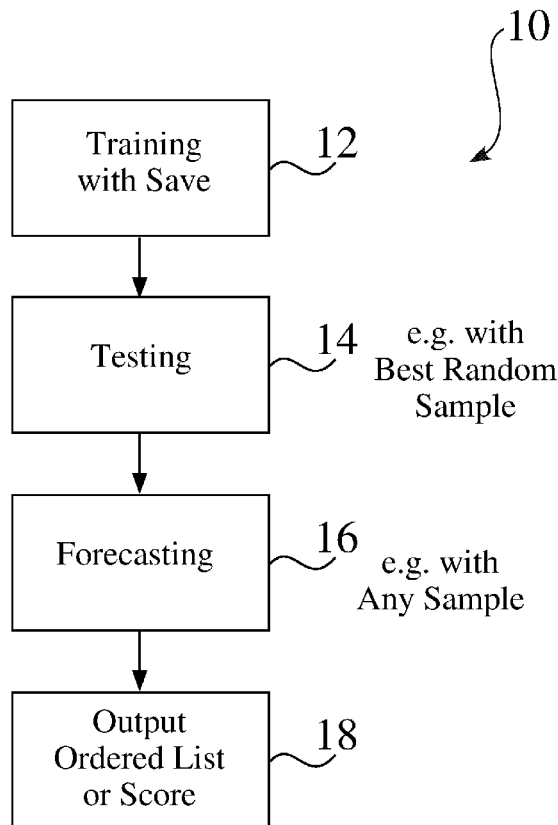 10
Training
with Save
12
Testing
14
e.g. with
Best Random
Sample
Forecasting
16
e.g. with
Any Sample
Output
Ordered List
or Score
18